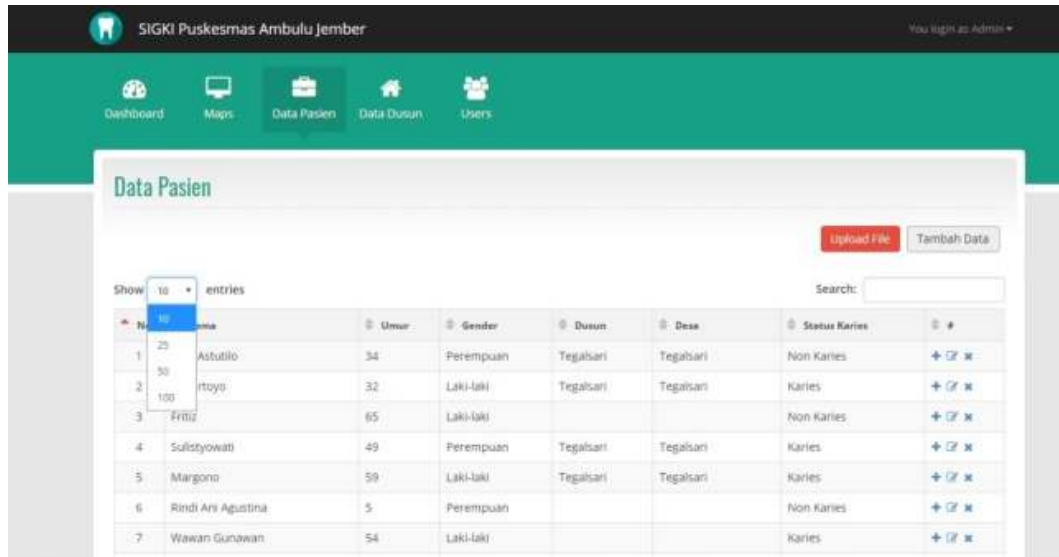 SIGKI Puskesmas Ambulu Jember You login as Admin
Dashboard Maps Data Pasien Data Dusun Users
Data Pasien
Upload File Tambah Data
Show 10 entries Search:
Umur Gender Dusun Desa Status Karies #
10
25
50
100
1 Astutilo 34 Perempuan Tegalsari Tegalsari Non Karies
2 32 Laki-laki Tegalsari Tegalsari Karies
3 Fritiz 65 Laki-laki Non Karies
4 Sulistyowati 49 Perempuan Tegalsari Tegalsari Karies
5 Margono 59 Laki-laki Tegalsari Tegalsari Karies
6 Rindi Ani Agustina 5 Perempuan Non Karies
7 Wawan Gunawan 54 Laki-laki Karies